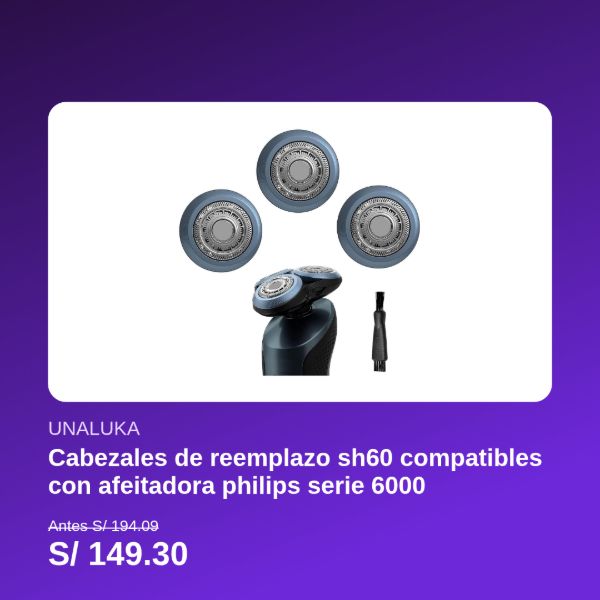 UNALUKA
Cabezales de reemplazo sh60 compatibles
con afeitadora philips serie 6000
Antes S/ 194.09
S/ 149.30